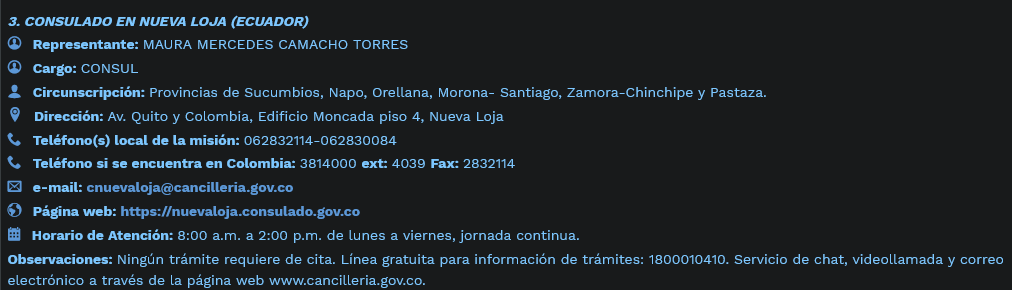 3. CONSULADO EN NUEVA LOJA (ECUADOR)
Representante: MAURA MERCEDES CAMACHO TORRES
Cargo: CONSUL
Circunscripción: Provincias de Sucumbios, Napo, Orellana, Morona- Santiago, Zamora-Chinchipe y Pastaza.
Dirección: Av. Quito y Colombia, Edificio Moncada piso 4, Nueva Loja
Teléfono(s) local de la misión: 062832114-062830084
Teléfono si se encuentra en Colombia: 3814000 ext: 4039 Fax: 2832114
e-mail: cnuevaloja@cancilleria.gov.co
Página web: https://nuevaloja.consulado.gov.co
Horario de Atención: 8:00 a.m. a 2:00 p.m. de lunes a viernes, jornada continua.
Observaciones: Ningún trámite requiere de cita. Línea gratuita para información de trámites: 1800010410. Servicio de chat, videollamada y correo
electrónico a través de la página web www.cancilleria.gov.co.